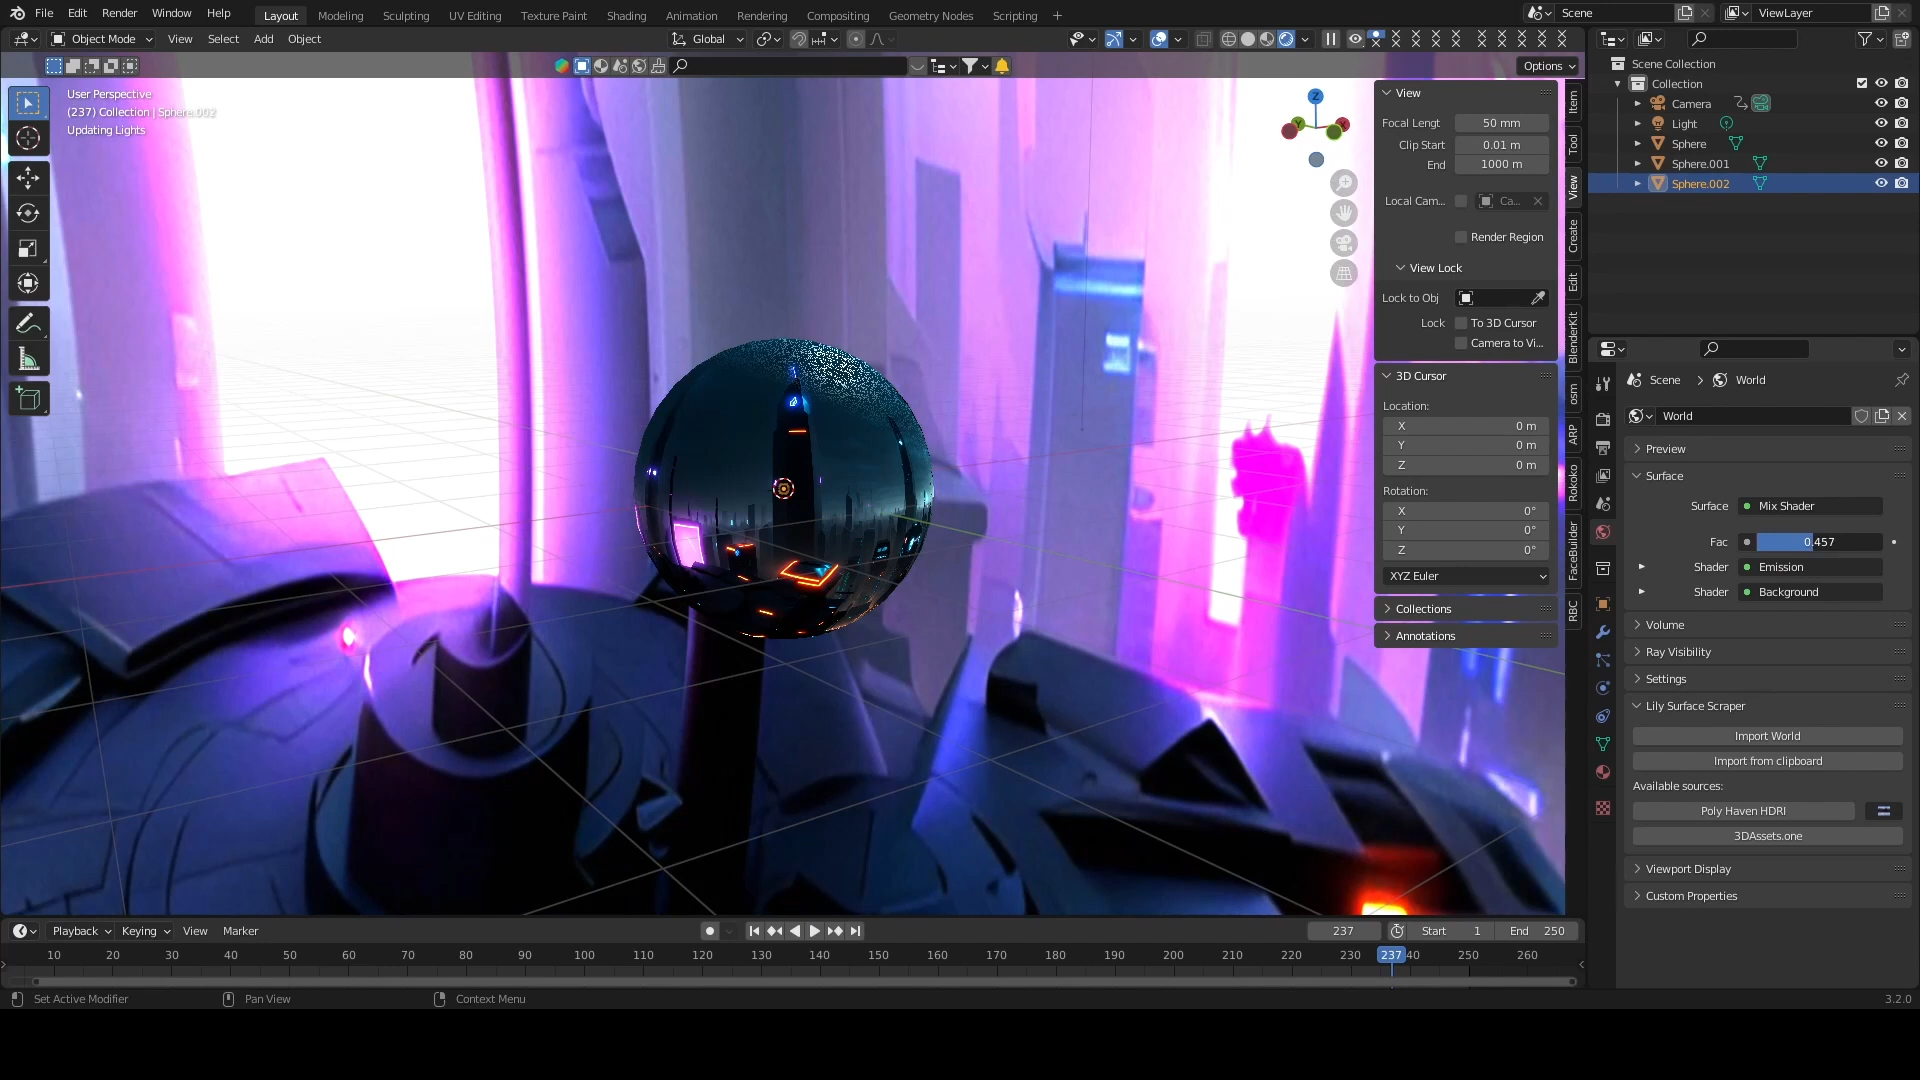 File Edit Render Window Help Layout Modeling Sculpting UV Editing Texture Paint Shading Animation Rendering Compositing Geometry Nodes Scripting + Scene ViewLayer
Object Mode View Select Add Object Global
Options
User Perspective
(237) Collection | Sphere.002
Updating Lights
Z
Y
X
View
Focal Lengt 50 mm
Clip Start 0.01 m
End 1000 m
Local Cam... Ca...
Render Region
View Lock
Lock to Obj
Lock To 3D Cursor
Camera to Vi...
3D Cursor
Location:
X 0 m
Y 0 m
Z 0 m
Rotation:
X 0°
Y 0°
Z 0°
XYZ Euler
Collections
Annotations
Item
Tool
View
Create
Edit
BlenderKit
osm
ARP
Rokoko
FaceBuilder
RBC
Scene Collection
Collection
Camera
Light
Sphere
Sphere.001
Sphere.002
Scene > World
World
Preview
Surface
Surface Mix Shader
Fac 0.457
Shader Emission
Shader Background
Volume
Ray Visibility
Settings
Lily Surface Scraper
Import World
Import from clipboard
Available sources:
Poly Haven HDRI
3DAssets.one
Viewport Display
Custom Properties
Playback Keying View Marker 237 Start 1 End 250
10 20 30 40 50 60 70 80 90 100 110 120 130 140 150 160 170 180 190 200 210 220 230 237 40 250 260
Set Active Modifier Pan View Context Menu 3.2.0